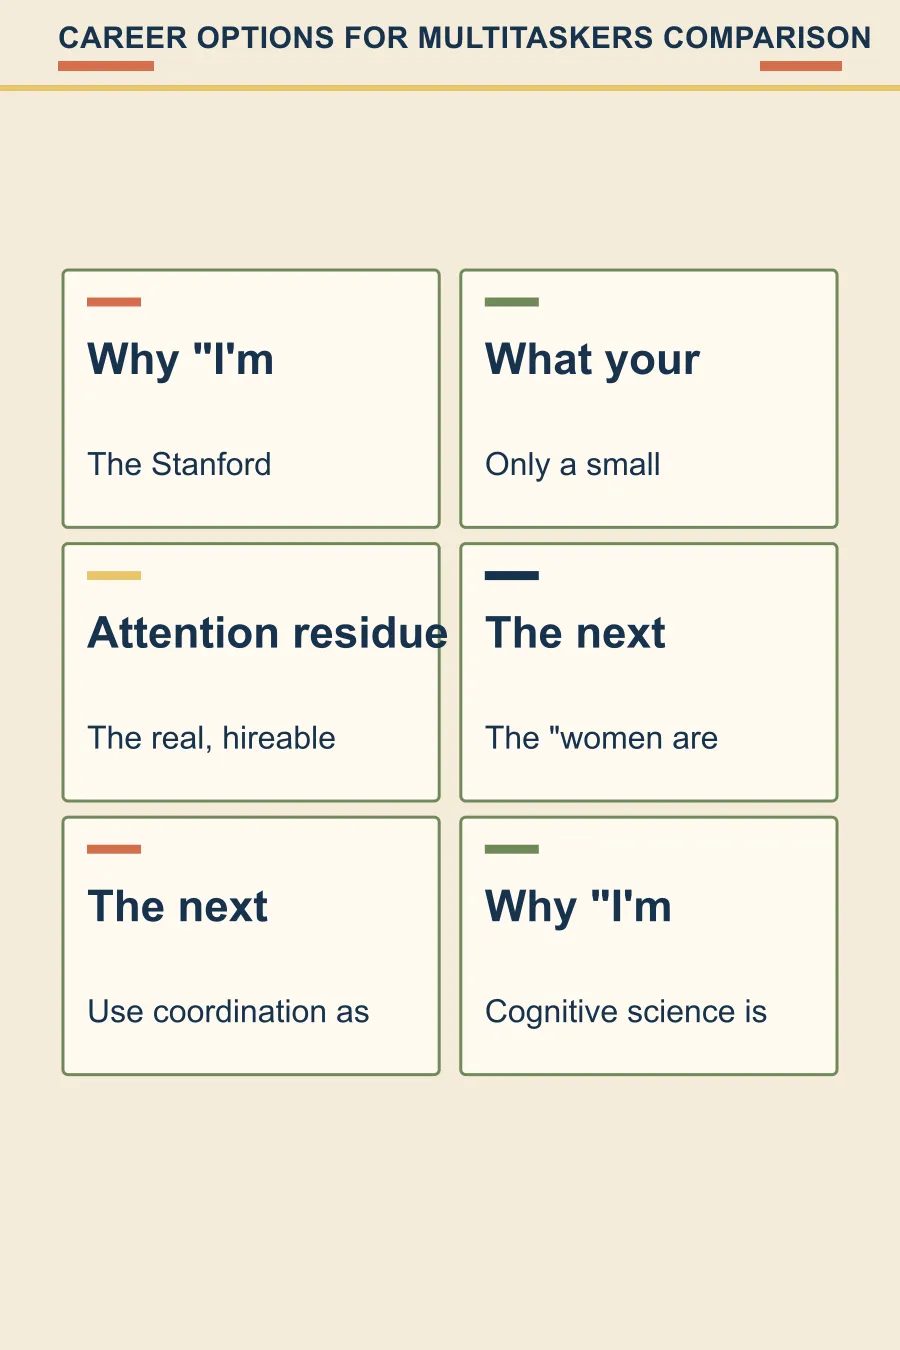 CAREER OPTIONS FOR MULTITASKERS COMPARISON
Why "I'm
The Stanford
What your
Only a small
Attention residue
The real, hireable
The next
The "women are
The next
Use coordination as
Why "I'm
Cognitive science is